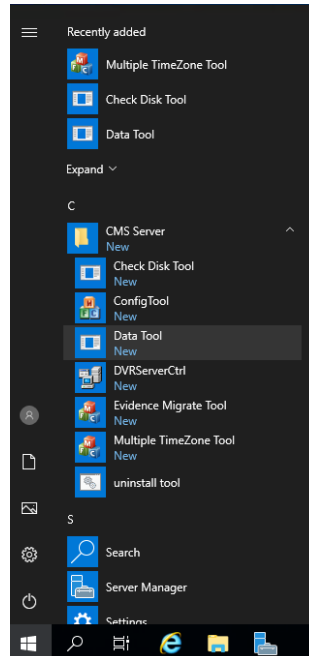 Recently added
Multiple TimeZone Tool
Check Disk Tool
Data Tool
Expand
C
CMS Server
New
Check Disk Tool
New
ConfigTool
New
Data Tool
New
DVRServerCtrl
New
Evidence Migrate Tool
New
Multiple TimeZone Tool
New
uninstall tool
S
Search
Server Manager
Settings